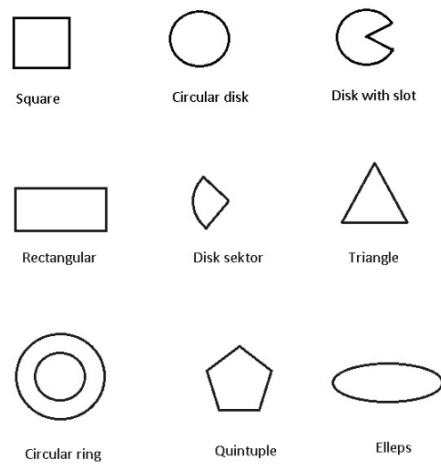 Square
Circular disk
Disk with slot
Rectangular
Disk sektor
Triangle
Circular ring
Quintuple
Elleps